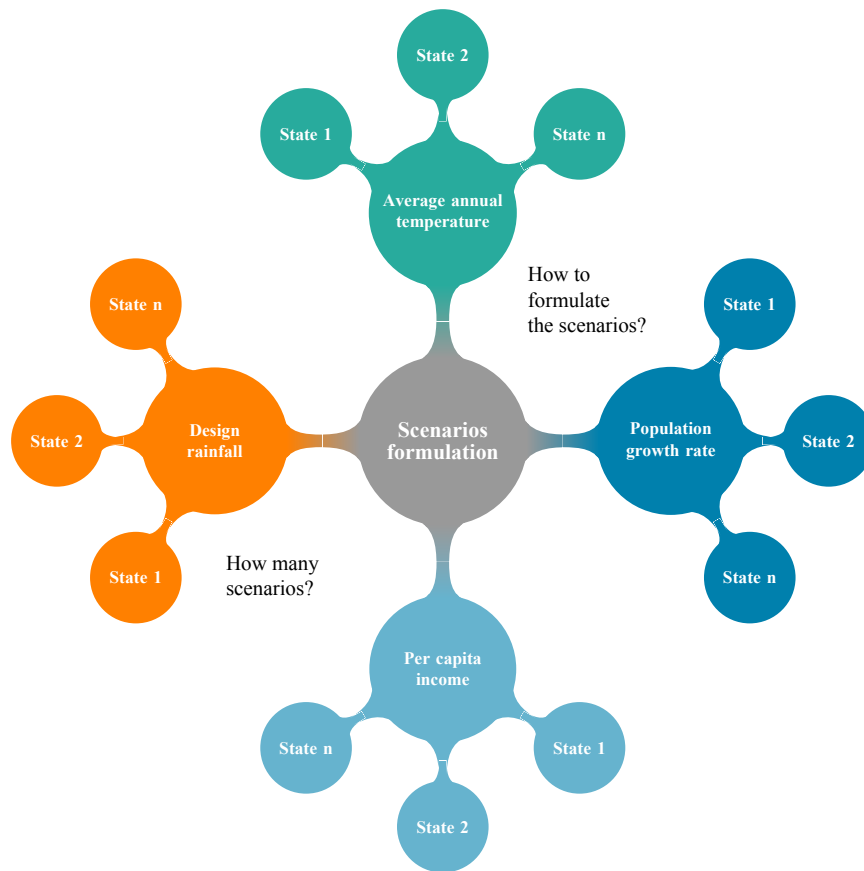 State 2
State 1
State n
Average annual
temperature
How to
formulate
the scenarios?
State n
State 1
State 2
Design
rainfall
Scenarios
formulation
Population
growth rate
State 2
State 1
How many
scenarios?
State n
Per capita
income
State n
State 1
State 2